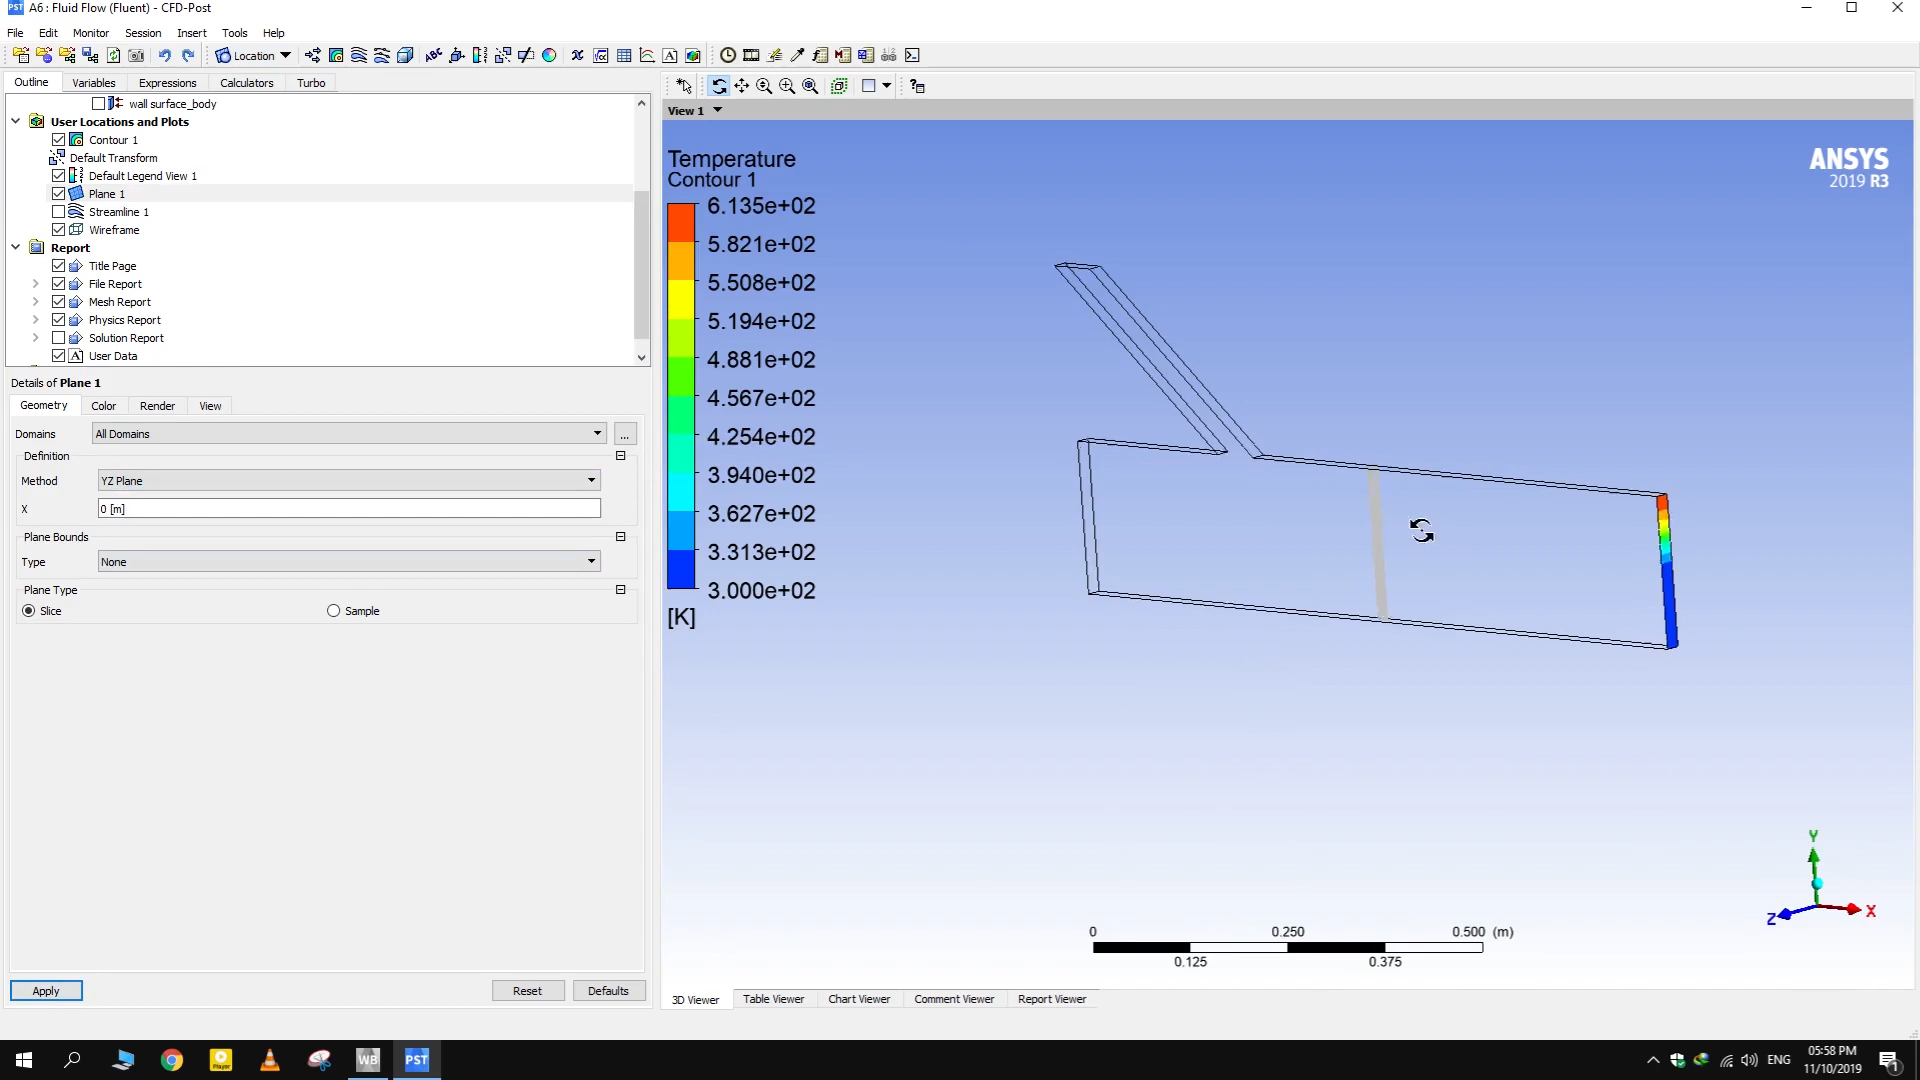 A6 : Fluid Flow (Fluent) - CFD-Post
File Edit Monitor Session Insert Tools Help
Location
Outline Variables Expressions Calculators Turbo
wall surface_body
User Locations and Plots
Contour 1
Default Transform
Default Legend View 1
Plane 1
Streamline 1
Wireframe
Report
Title Page
File Report
Mesh Report
Physics Report
Solution Report
User Data
Details of Plane 1
Geometry Color Render View
Domains All Domains ...
Definition
Method YZ Plane
X 0 [m]
Plane Bounds
Type None
Plane Type
Slice Sample
Apply Reset Defaults
View 1
Temperature
Contour 1
6.135e+02
5.821e+02
5.508e+02
5.194e+02
4.881e+02
4.567e+02
4.254e+02
3.940e+02
3.627e+02
3.313e+02
3.000e+02
[K]
ANSYS
2019 R3
Y
Z X
0 0.250 0.500 (m)
0.125 0.375
3D Viewer Table Viewer Chart Viewer Comment Viewer Report Viewer
WB PST
Player
ENG
05:58 PM
11/10/2019
1